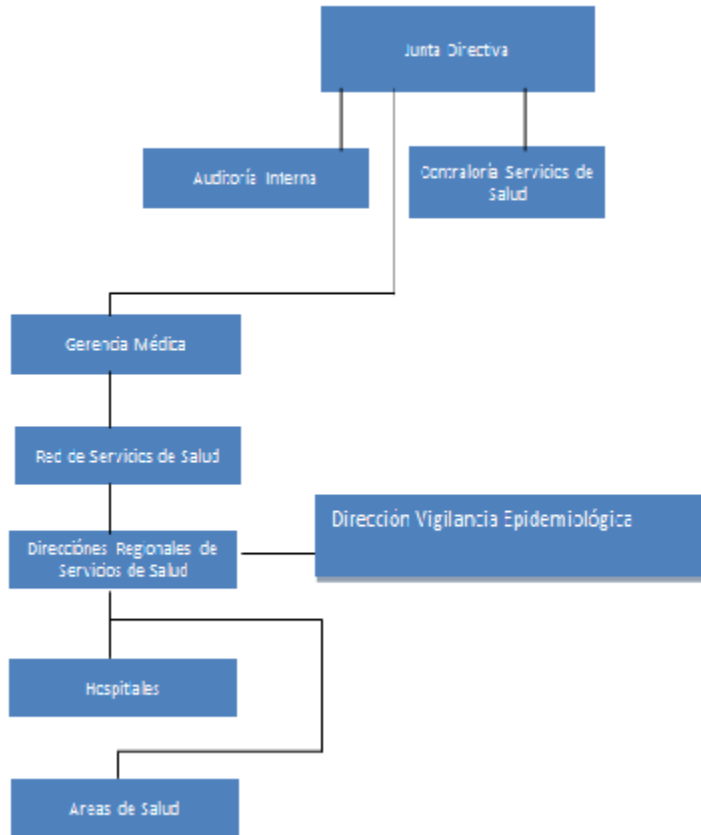 Junta Directiva
Auditoría Interna
Contraloría Servicios de
Salud
Gerencia Médica
Red de Servicios de Salud
Direcciónes Regionales de
Servicios de Salud
Dirección Vigilancia Epidemiológica
Hospitales
Areas de Salud